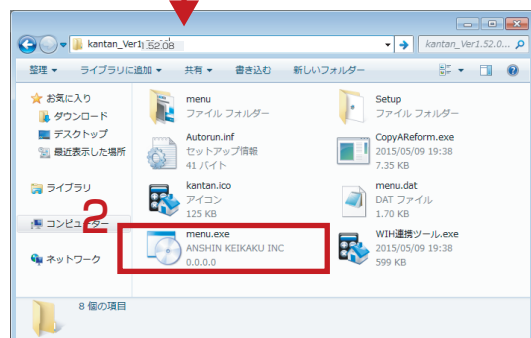 kantan_Ver1.52.08
kantan_Ver1.52.0...
整理 ライブラリに追加 共有 書き込む 新しいフォルダー
お気に入り
ダウンロード
デスクトップ
最近表示した場所
ライブラリ
コンピューター
ネットワーク
menu
ファイル フォルダー
Setup
ファイル フォルダー
Autorun.inf
セットアップ情報
41 バイト
CopyAReform.exe
2015/05/09 19:38
7.35 KB
kantan.ico
アイコン
125 KB
menu.dat
DAT ファイル
1.70 KB
2
menu.exe
ANSHIN KEIKAKU INC
0.0.0.0
WIH連携ツール.exe
2015/05/09 19:38
599 KB
8 個の項目